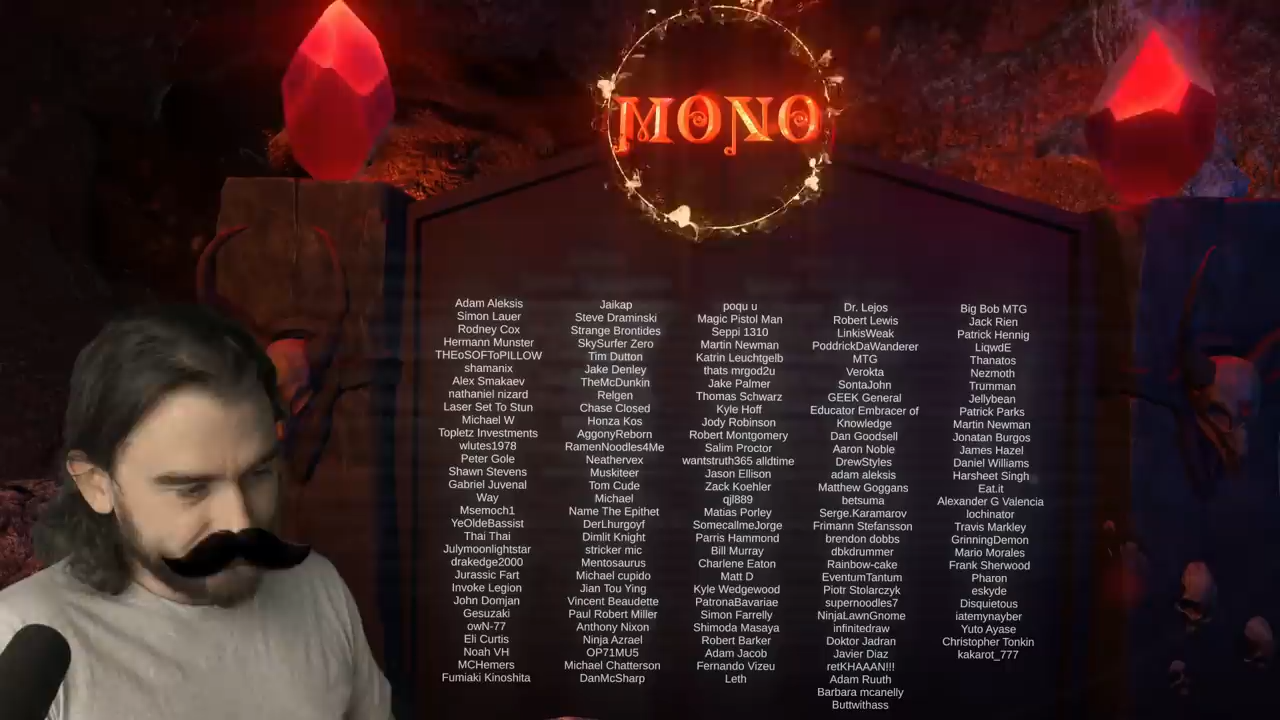 MONO
Adam Aleksis
Simon Lauer
Rodney Cox
Hermann Munster
THEoSOFToPILLOW
shamanix
Alex Smakaev
nathaniel nizard
Laser Set To Stun
Michael W
Topletz Investments
wlutes1978
Peter Gole
Shawn Stevens
Gabriel Juvenal
Way
Msemoch1
YeOldeBassist
Thai Thai
Julymoonlightstar
drakedge2000
Jurassic Fart
Invoke Legion
John Domjan
Gesuzaki
owN-77
Eli Curtis
Noah VH
MCHemers
Fumiaki Kinoshita
Jaikap
Steve Draminski
Strange Brontides
SkySurfer Zero
Tim Dutton
Jake Denley
TheMcDunkin
Relgen
Chase Closed
Honza Kos
AggonyReborn
RamenNoodles4Me
Neathervex
Muskiteer
Tom Cude
Michael
Name The Epithet
DerLhurgoyf
Dimlit Knight
stricker mic
Mentosaurus
Michael cupido
Jian Tou Ying
Vincent Beaudette
Paul Robert Miller
Anthony Nixon
Ninja Azrael
OP71MU5
Michael Chatterson
DanMcSharp
poqu u
Magic Pistol Man
Seppi 1310
Martin Newman
Katrin Leuchtgelb
thats mrgod2u
Jake Palmer
Thomas Schwarz
Kyle Hoff
Jody Robinson
Robert Montgomery
Salim Proctor
wantstruth365 alldtime
Jason Ellison
Zack Koehler
qjl889
Matias Porley
SomecallmeJorge
Parris Hammond
Bill Murray
Charlene Eaton
Matt D
Kyle Wedgewood
PatronaBavariae
Simon Farrelly
Shimoda Masaya
Robert Barker
Adam Jacob
Fernando Vizeu
Leth
Dr. Lejos
Robert Lewis
LinkisWeak
PoddrickDaWanderer
MTG
Verokta
SontaJohn
GEEK General
Educator Embracer of
Knowledge
Dan Goodsell
Aaron Noble
DrewStyles
adam aleksis
Matthew Goggans
betsuma
Serge.Karamarov
Frimann Stefansson
brendon dobbs
dbkdrummer
Rainbow-cake
EventumTantum
Piotr Stolarczyk
supernoodles7
NinjaLawnGnome
infinitedraw
Doktor Jadran
Javier Diaz
retKHAAAN!!!
Adam Ruuth
Barbara mcanelly
Buttwithass
Big Bob MTG
Jack Rien
Patrick Hennig
LiqwdE
Thanatos
Nezmoth
Trumman
Jellybean
Patrick Parks
Martin Newman
Jonatan Burgos
James Hazel
Daniel Williams
Harsheet Singh
Eat.it
Alexander G Valencia
lochinator
Travis Markley
GrinningDemon
Mario Morales
Frank Sherwood
Pharon
eskyde
Disquietous
iatemynayber
Yuto Ayase
Christopher Tonkin
kakarot_777